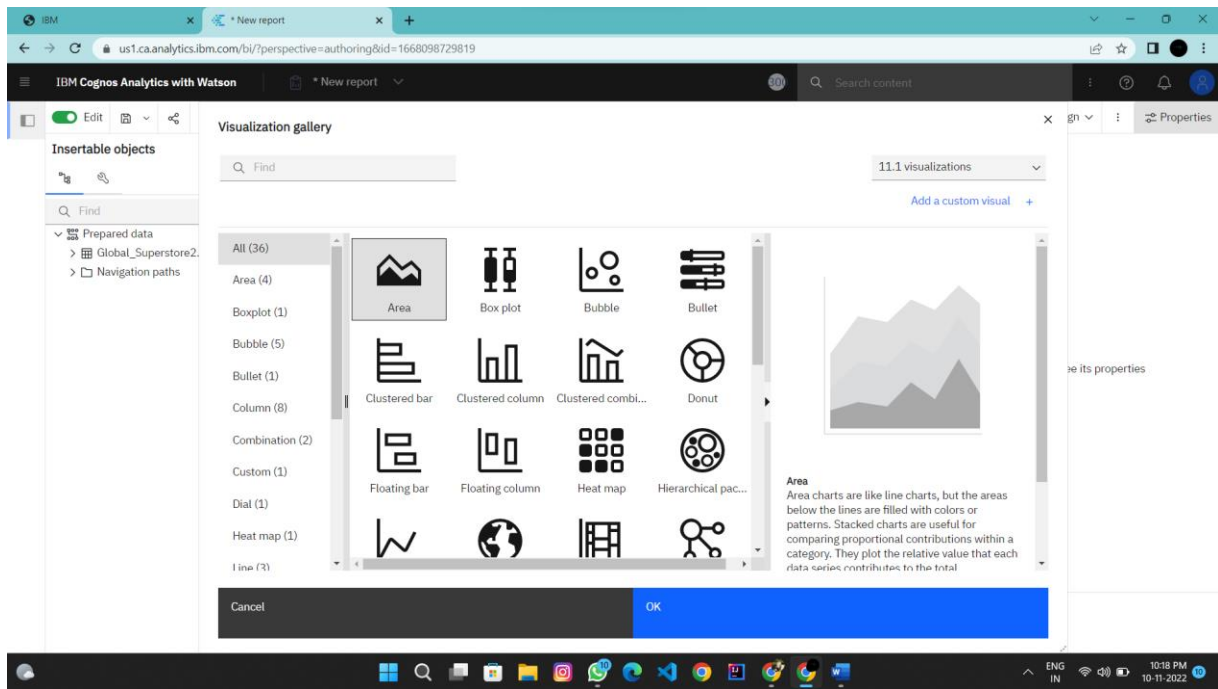 IBM
* New report
us1.ca.analytics.ibm.com/bi/?perspective=authoring&id=1668098729819
IBM Cognos Analytics with Watson
* New report
30
Search content
Edit
gn
Properties
Insertable objects
Visualization gallery
Find
11.1 visualizations
Add a custom visual +
Find
Prepared data
Global_Superstore2.
Navigation paths
All (36)
Area (4)
Boxplot (1)
Bubble (5)
Bullet (1)
Column (8)
Combination (2)
Custom (1)
Dial (1)
Heat map (1)
Line (3)
Area
Box plot
Bubble
Bullet
Clustered bar
Clustered column
Clustered combi...
Donut
Floating bar
Floating column
Heat map
Hierarchical pac...
Area
Area charts are like line charts, but the areas
below the lines are filled with colors or
patterns. Stacked charts are useful for
comparing proportional contributions within a
category. They plot the relative value that each
data series contributes to the total
ee its properties
Cancel
OK
10
ENG
IN
10:18 PM
10-11-2022
10